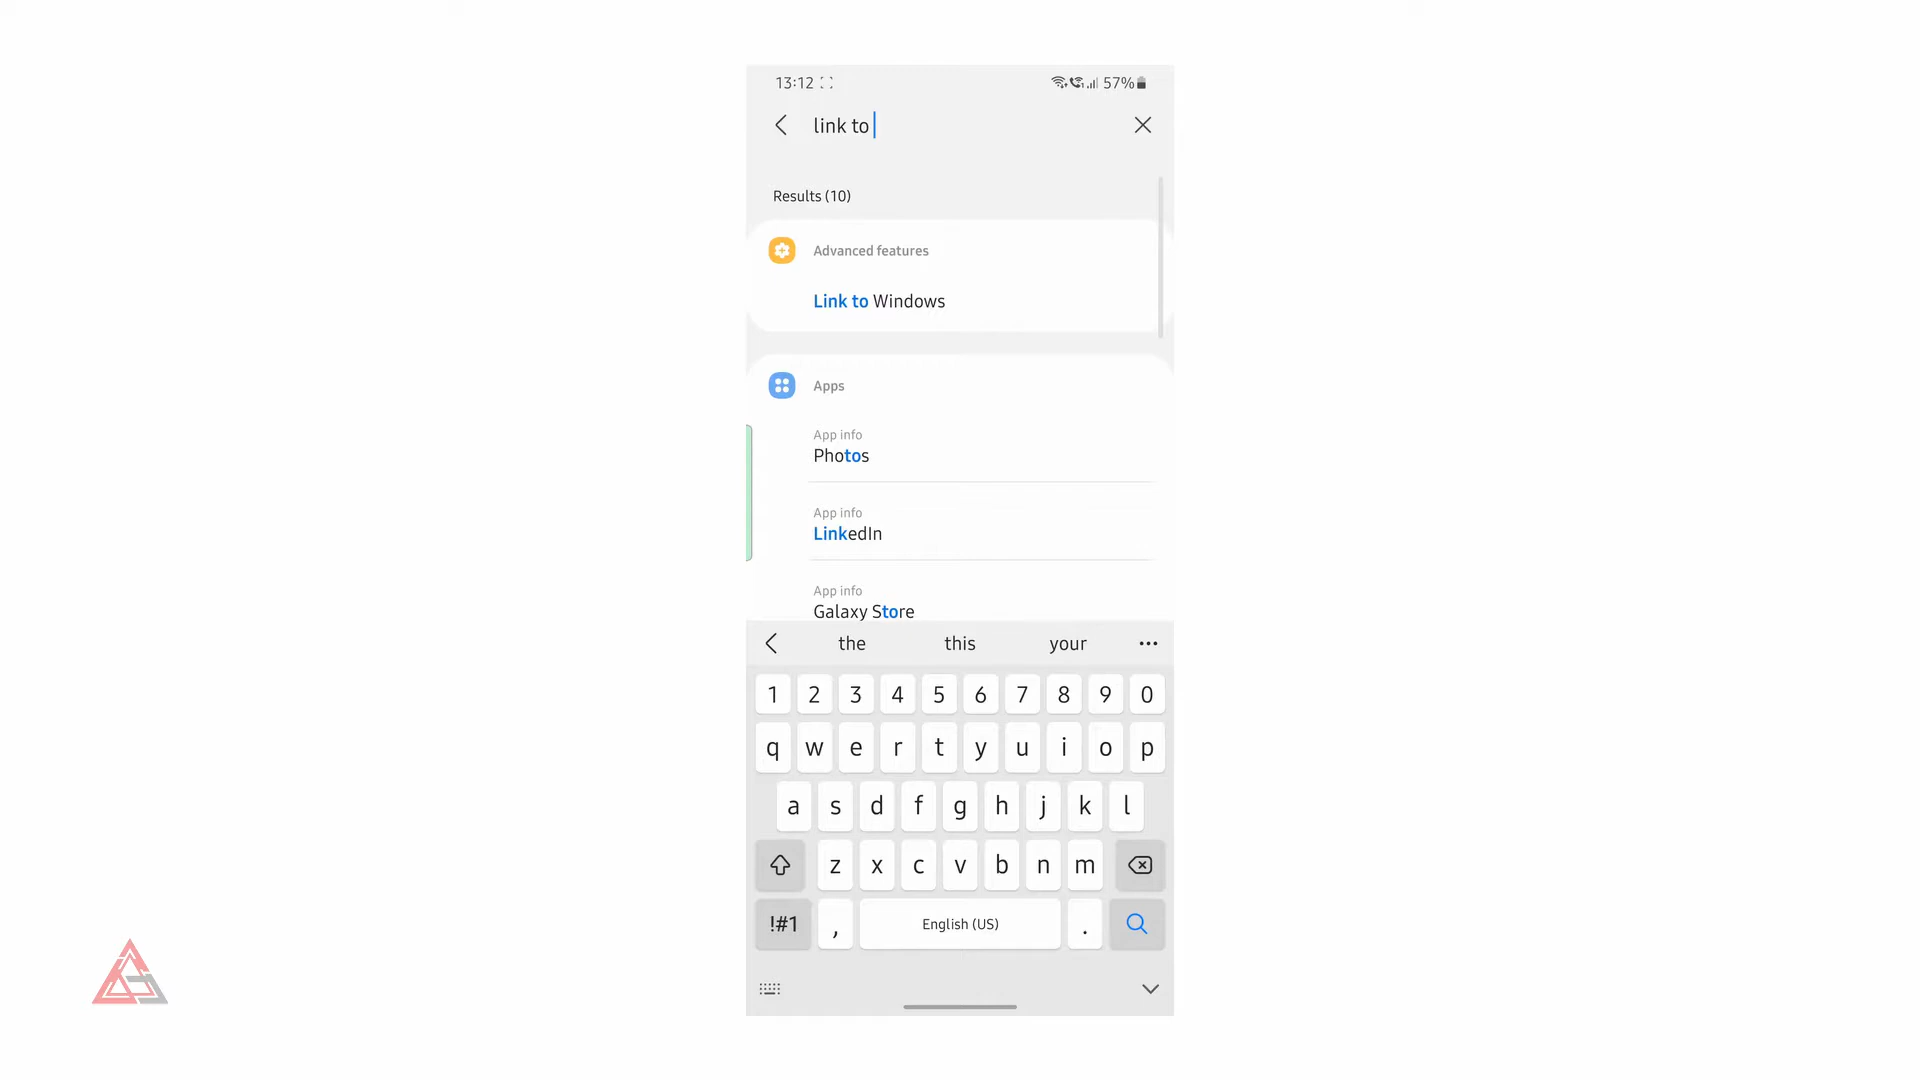 13:12 57%
link to
Results (10)
Advanced features
Link to Windows
Apps
App info
Photos
App info
LinkedIn
App info
Galaxy Store
the this your
1 2 3 4 5 6 7 8 9 0
q w e r t y u i o p
a s d f g h j k l
z x c v b n m
!#1 , English (US) .